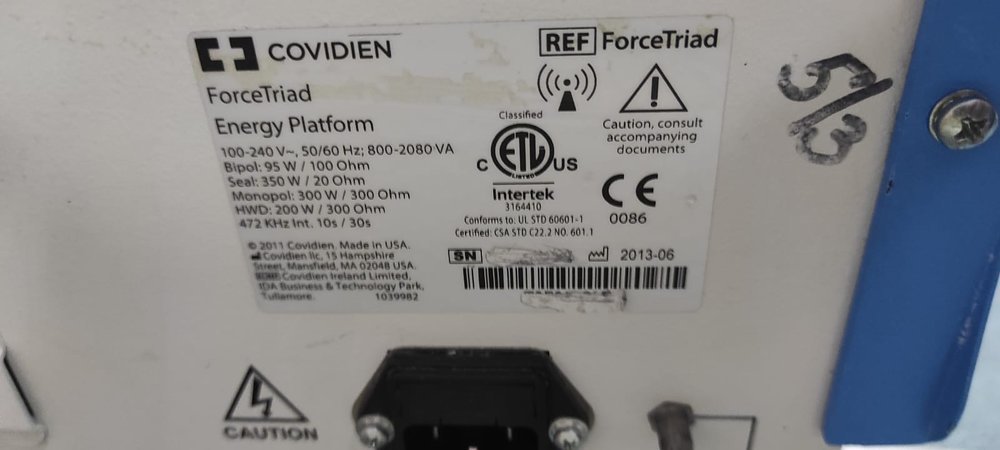 COVIDIEN
REF ForceTriad
ForceTriad
Energy Platform
100-240 V~, 50/60 Hz; 800-2080 VA
Bipol: 95 W / 100 Ohm
Seal: 350 W / 20 Ohm
Monopol: 300 W / 300 Ohm
HWD: 200 W / 300 Ohm
472 KHz Int. 10s / 30s
© 2011 Covidien. Made in USA.
Covidien llc, 15 Hampshire
Street, Mansfield, MA 02048 USA.
Covidien Ireland Limited,
IDA Business & Technology Park,
Tullamore. 1039982
Classified
C ETL US
LISTED
Intertek
3164410
Conforms to: UL STD 60601-1
Certified: CSA STD C22.2 NO. 601.1
Caution, consult
accompanying
documents
CE
0086
SN
2013-06
5/3
CAUTION